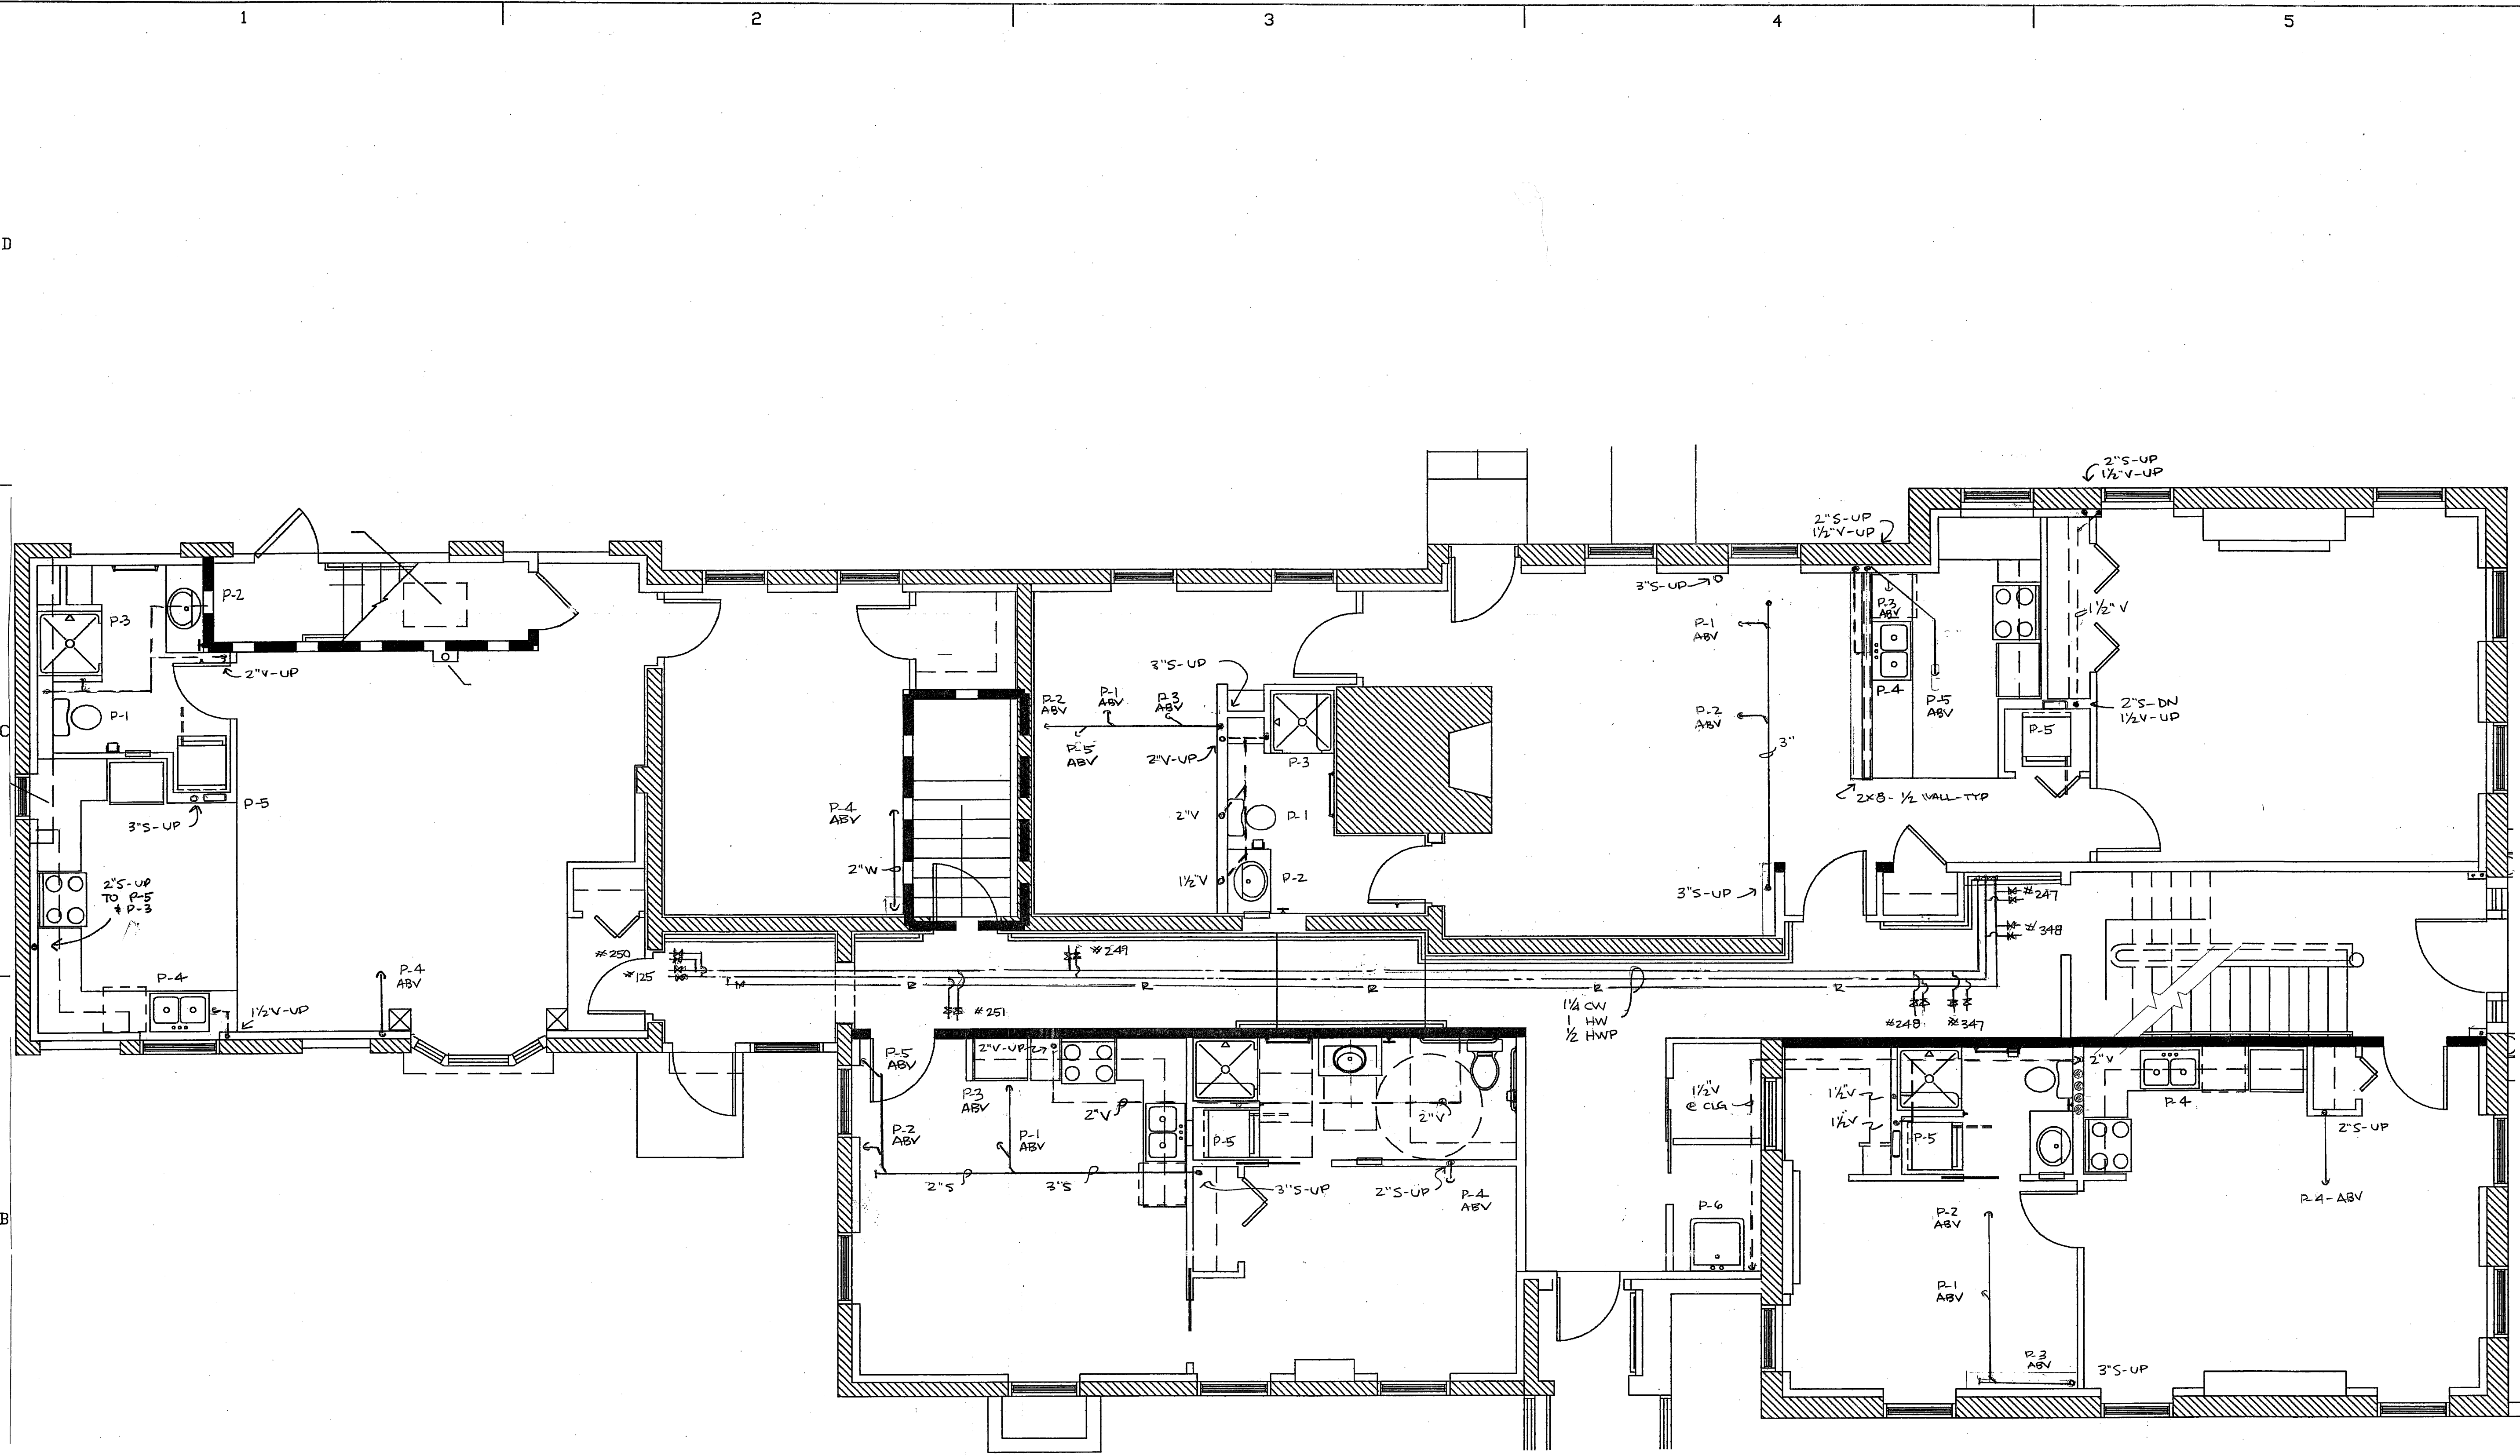 1
2
3
4
5
D
C
B
2"S-UP
1½"V-UP
2"S-UP
1½"V-UP
3"S-UP
P-2
P-3
2"V-UP
P-1
P-5
3"S-UP
2"S-UP
TO P-5
& P-3
P-4
1½"V-UP
P-4
ABV
P-4
ABV
2"W
3"S-UP
P-2
ABV
P-1
ABV
P-3
ABV
P-5
ABV
2"V-UP
P-3
2"V
P-1
1½"V
P-2
P-1
ABV
P-2
ABV
3"
3"S-UP
P-3
ABV
P-4
P-5
ABV
1½"V
2"S-DN
1½V-UP
P-5
2X8-½ WALL-TYP
#247
#348
#250
#125
#249
#251
R
R
R
R
R
1¼ CW
1 HW
½ HWP
#248
#347
P-5
ABV
2"V-UP
P-3
ABV
2"V
P-2
ABV
P-1
ABV
P-5
2"V
2"S
3"S
3"S-UP
2"S-UP
P-4
ABV
1½"V
@ CLG
P-6
1½"V
1½"V
P-5
2"V
P-4
2"S-UP
P-4-ABV
P-2
ABV
P-1
ABV
P-3
ABV
3"S-UP